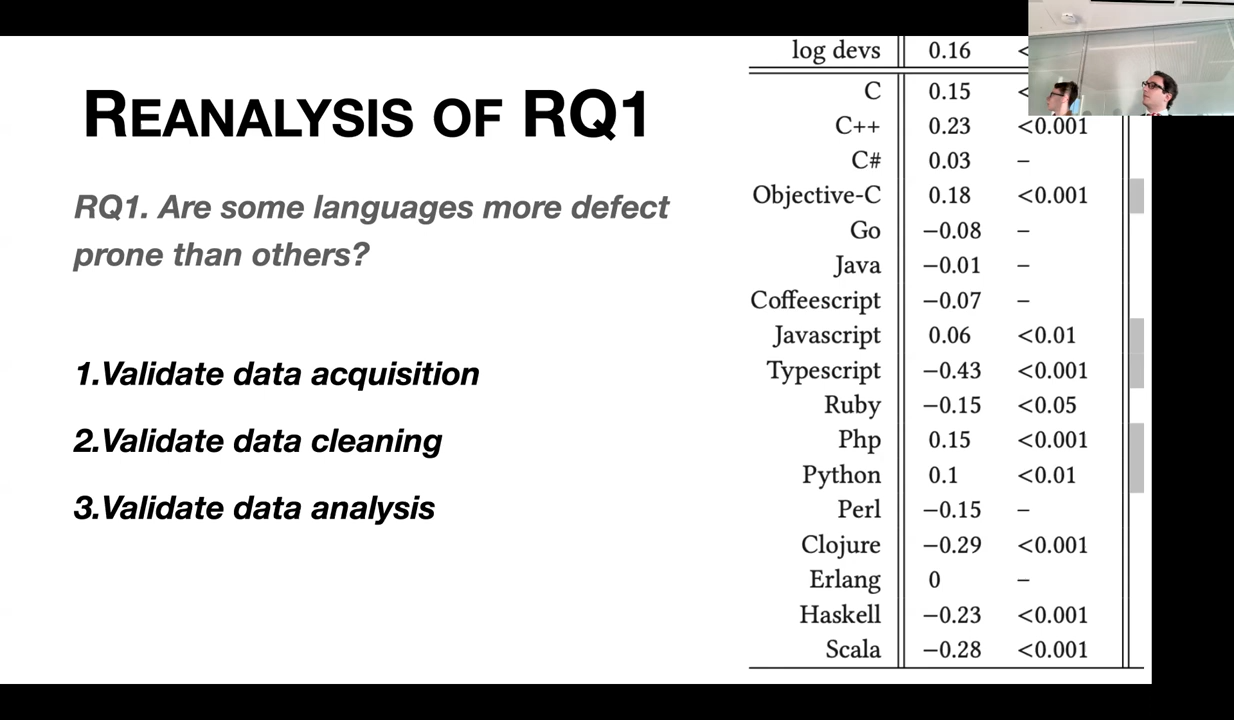 REANALYSIS OF RQ1
RQ1. Are some languages more defect
prone than others?
1.Validate data acquisition
2.Validate data cleaning
3.Validate data analysis
log devs 0.16 <
C 0.15 <
C++ 0.23 <0.001
C# 0.03 –
Objective-C 0.18 <0.001
Go −0.08 –
Java −0.01 –
Coffeescript −0.07 –
Javascript 0.06 <0.01
Typescript −0.43 <0.001
Ruby −0.15 <0.05
Php 0.15 <0.001
Python 0.1 <0.01
Perl −0.15 –
Clojure −0.29 <0.001
Erlang 0 –
Haskell −0.23 <0.001
Scala −0.28 <0.001